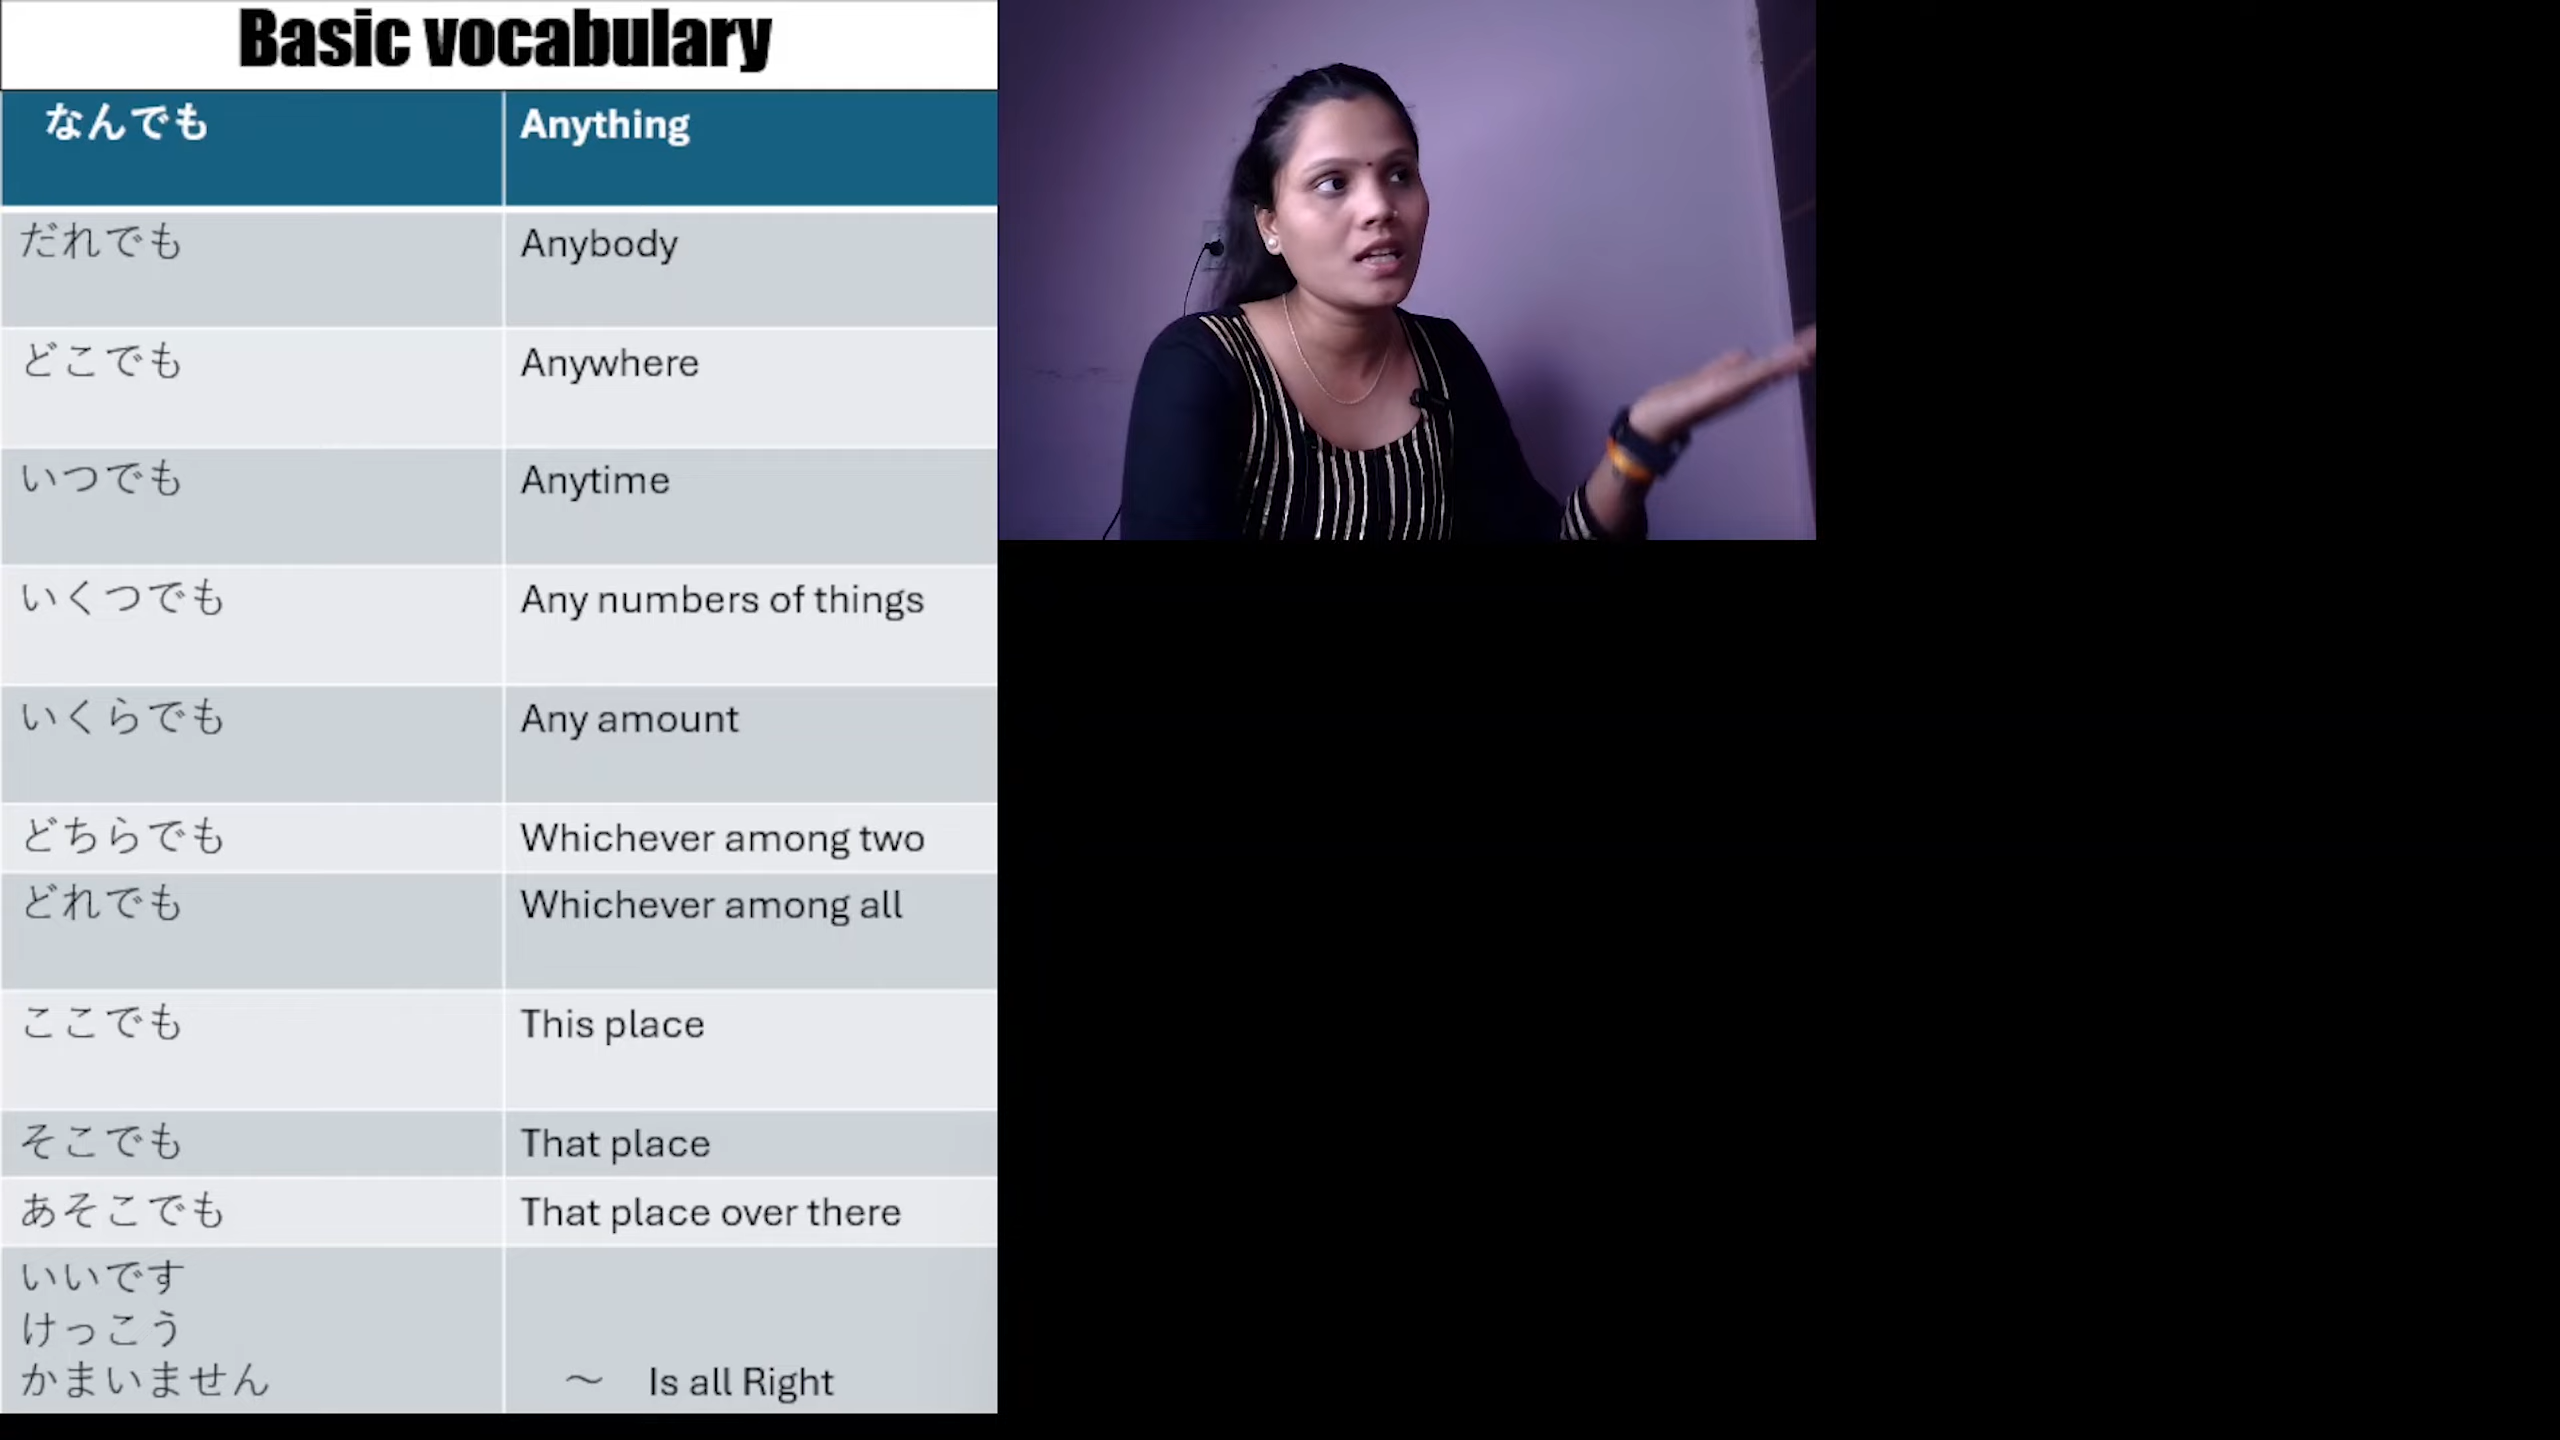 Basic vocabulary
なんでも Anything
だれでも Anybody
どこでも Anywhere
いつでも Anytime
いくつでも Any numbers of things
いくらでも Any amount
どちらでも Whichever among two
どれでも Whichever among all
ここでも This place
そこでも That place
あそこでも That place over there
いいです
けっこう
かまいません ～ Is all Right